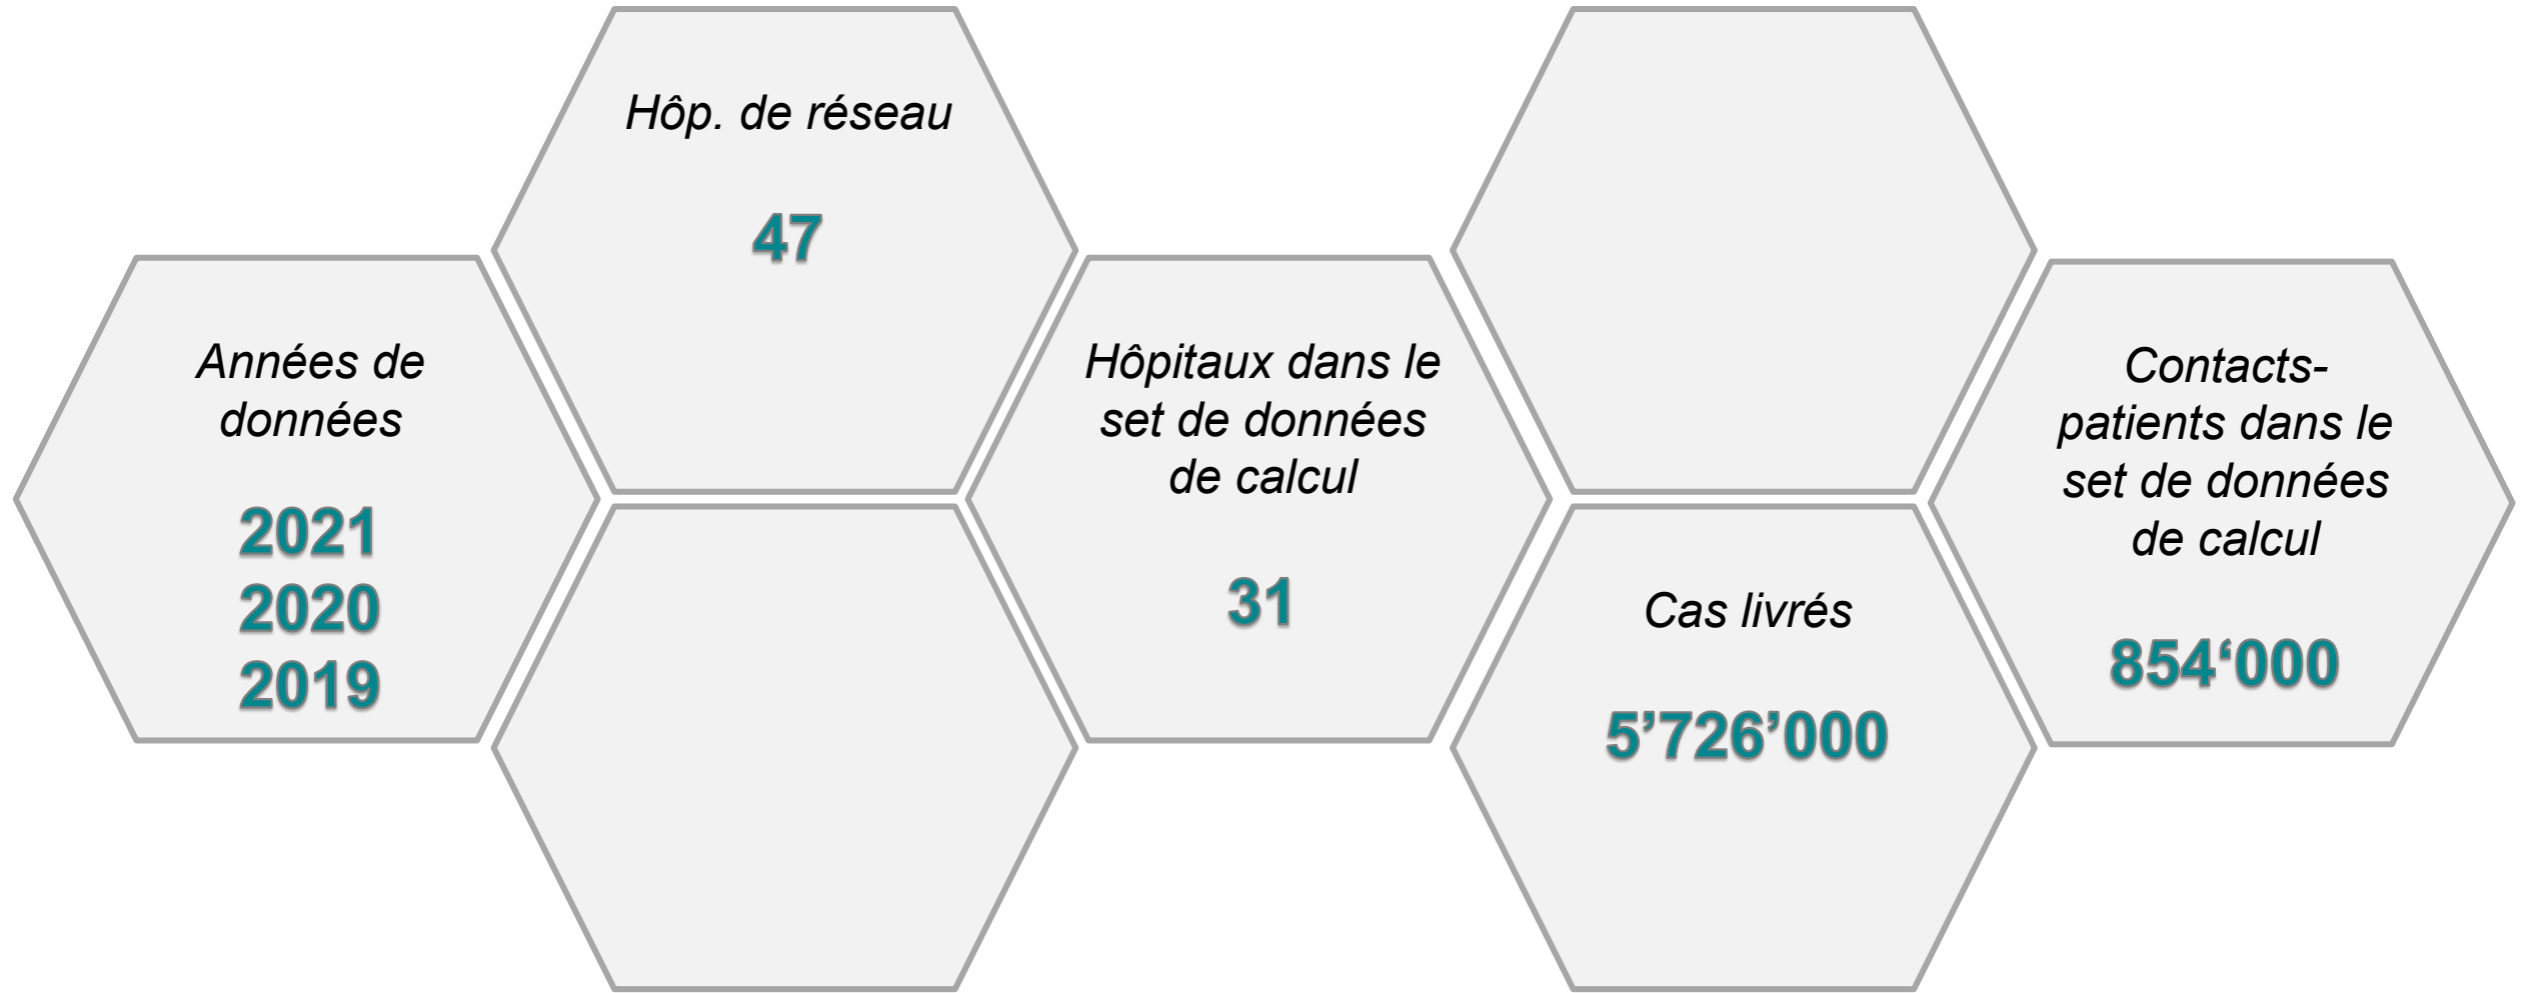 Années de
données
2021
2020
2019
Hôp. de réseau
47
Hôpitaux dans le
set de données
de calcul
31
Cas livrés
5’726’000
Contacts-
patients dans le
set de données
de calcul
854‘000